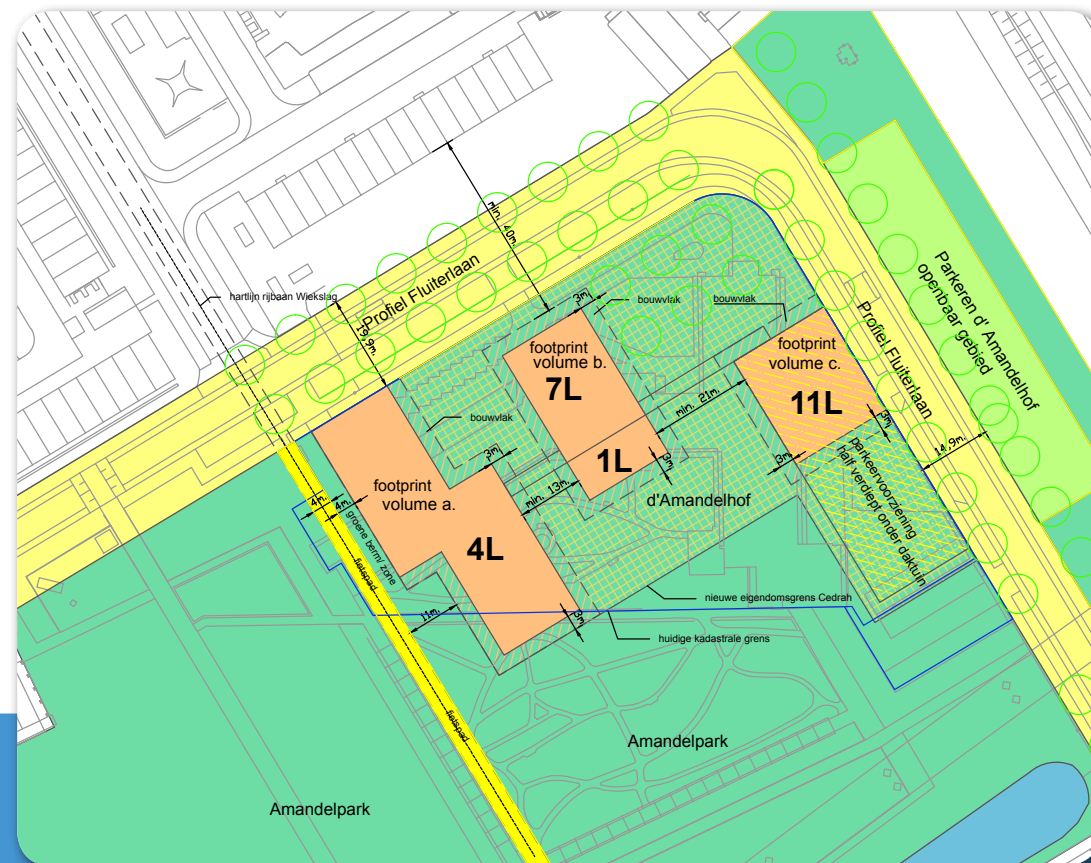 min. 40m.
Profiel Fluiterlaan
hartlijn rijbaan Wiekslag
19,9m.
3m.
bouwvlak
bouwvlak
footprint
volume b.
7L
footprint
volume c.
11L
Profiel Fluiterlaan
Parkeren d' Amandelhof
openbaar gebied
min. 21m.
bouwvlak
3m.
1L
3m.
3m.
3m.
14,9m.
min. 13m.
d'Amandelhof
parkeervoorziening
half verdiept onder daktuin
footprint
volume a.
4L
4m.
4m.
groene berm/ zone
fietspad
11m.
3m.
nieuwe eigendomsgrens Cedrah
huidige kadastrale grens
fietspad
Amandelpark
Amandelpark